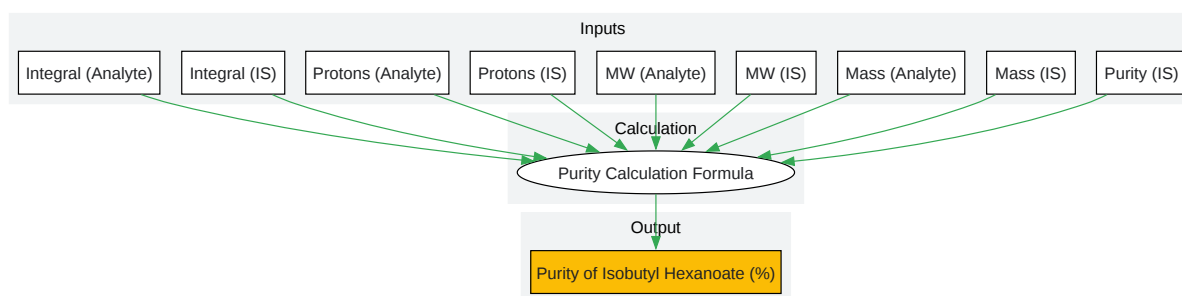 Inputs
Integral (Analyte)
Integral (IS)
Protons (Analyte)
Protons (IS)
MW (Analyte)
MW (IS)
Mass (Analyte)
Mass (IS)
Purity (IS)
Calculation
Purity Calculation Formula
Output
Purity of Isobutyl Hexanoate (%)